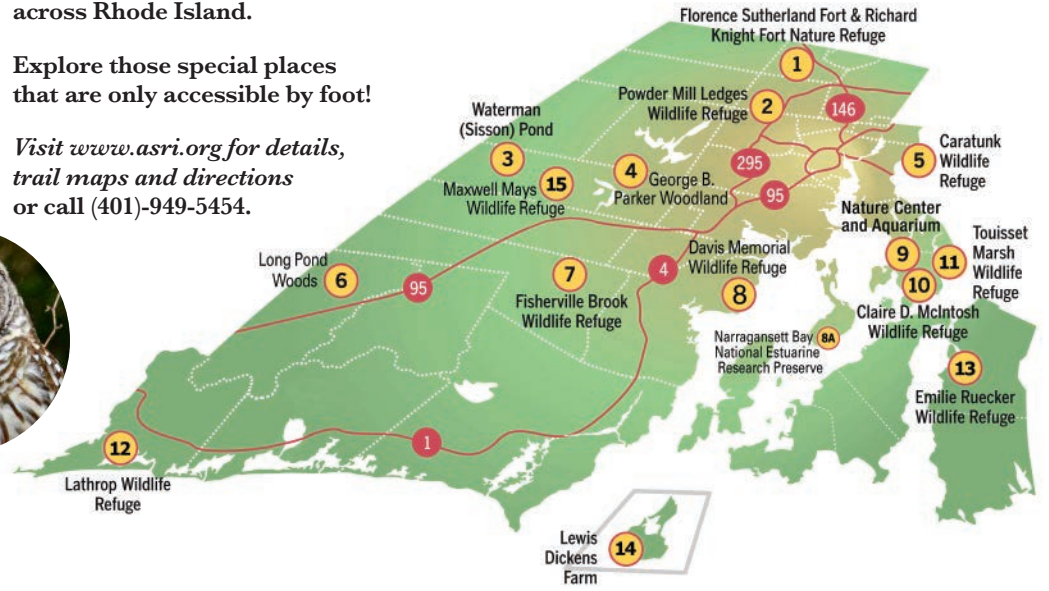 across Rhode Island.
Explore those special places
that are only accessible by foot!
Visit www.asri.org for details,
trail maps and directions
or call (401)-949-5454.
Florence Sutherland Fort & Richard
Knight Fort Nature Refuge
1
Powder Mill Ledges
Wildlife Refuge
2
146
Waterman
(Sisson) Pond
3
Maxwell Mays
Wildlife Refuge
15
4
George B.
Parker Woodland
295
95
5
Caratunk
Wildlife
Refuge
Nature Center
and Aquarium
9
10
11
Touisset
Marsh
Wildlife
Refuge
Claire D. McIntosh
Wildlife Refuge
Long Pond
Woods
6
95
7
Fisherville Brook
Wildlife Refuge
4
Davis Memorial
Wildlife Refuge
8
Narragansett Bay
National Estuarine
Research Preserve
8A
13
Emilie Ruecker
Wildlife Refuge
12
Lathrop Wildlife
Refuge
1
Lewis
Dickens
Farm
14